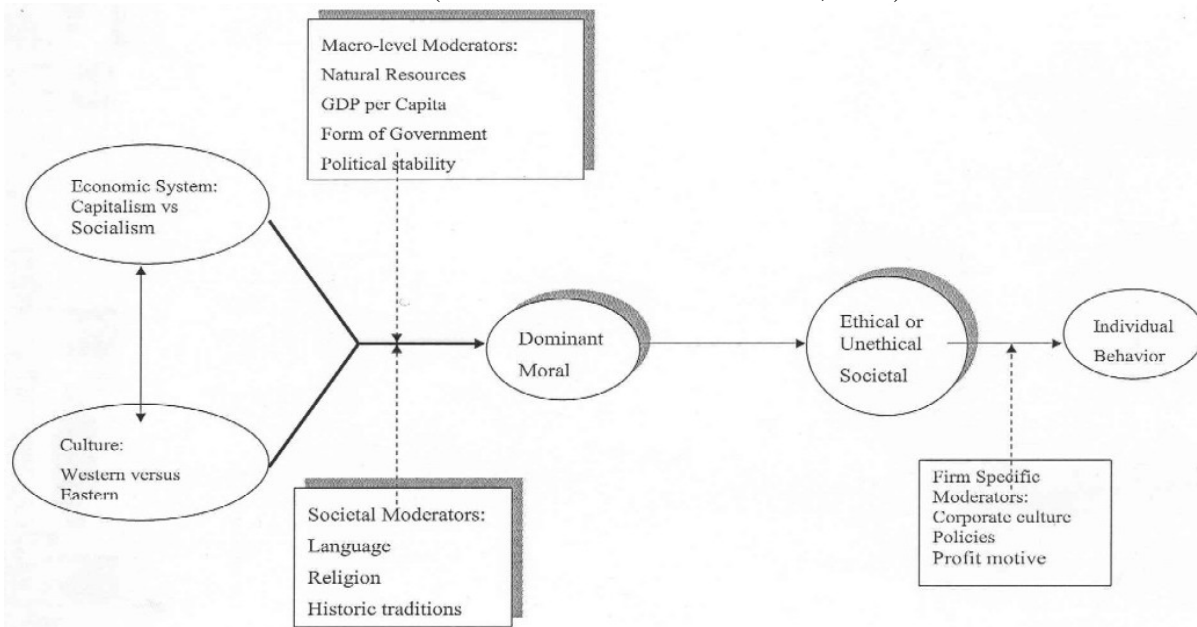 Macro-level Moderators:
Natural Resources
GDP per Capita
Form of Government
Political stability
Economic System:
Capitalism vs
Socialism
Dominant
Moral
Ethical or
Unethical
Societal
Individual
Behavior
Culture:
Western versus
Eastern
Societal Moderators:
Language
Religion
Historic traditions
Firm Specific
Moderators:
Corporate culture
Policies
Profit motive